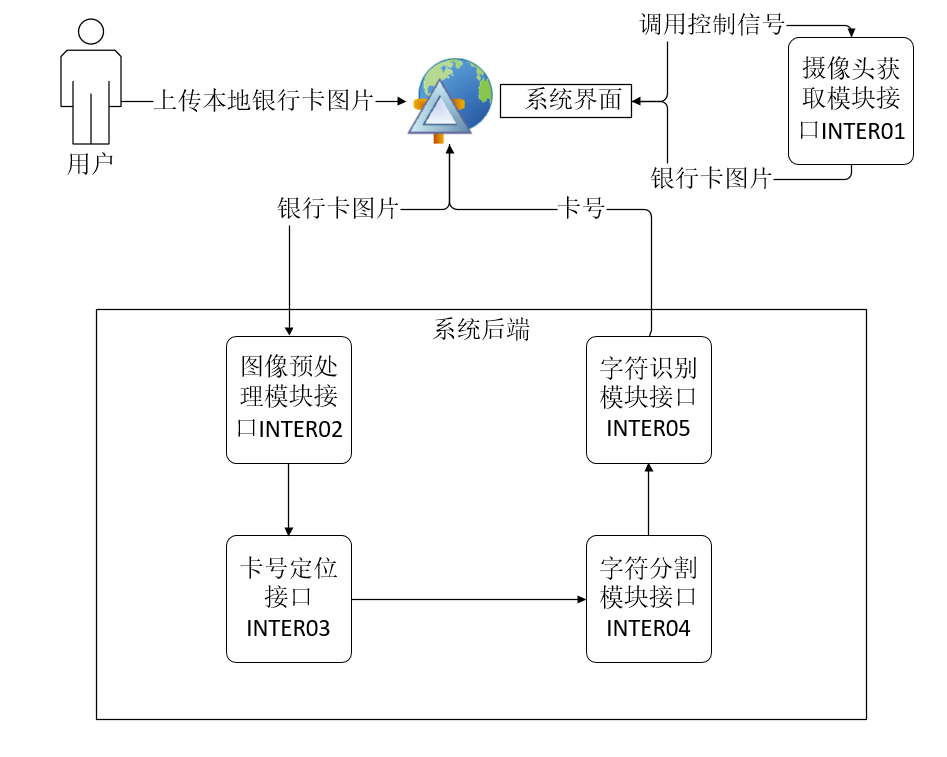 调用控制信号
摄像头获
取模块接
口INTER01
上传本地银行卡图片
系统界面
用户
银行卡图片
银行卡图片
卡号
系统后端
图像预处
理模块接
口INTER02
字符识别
模块接口
INTER05
卡号定位
接口
INTER03
字符分割
模块接口
INTER04